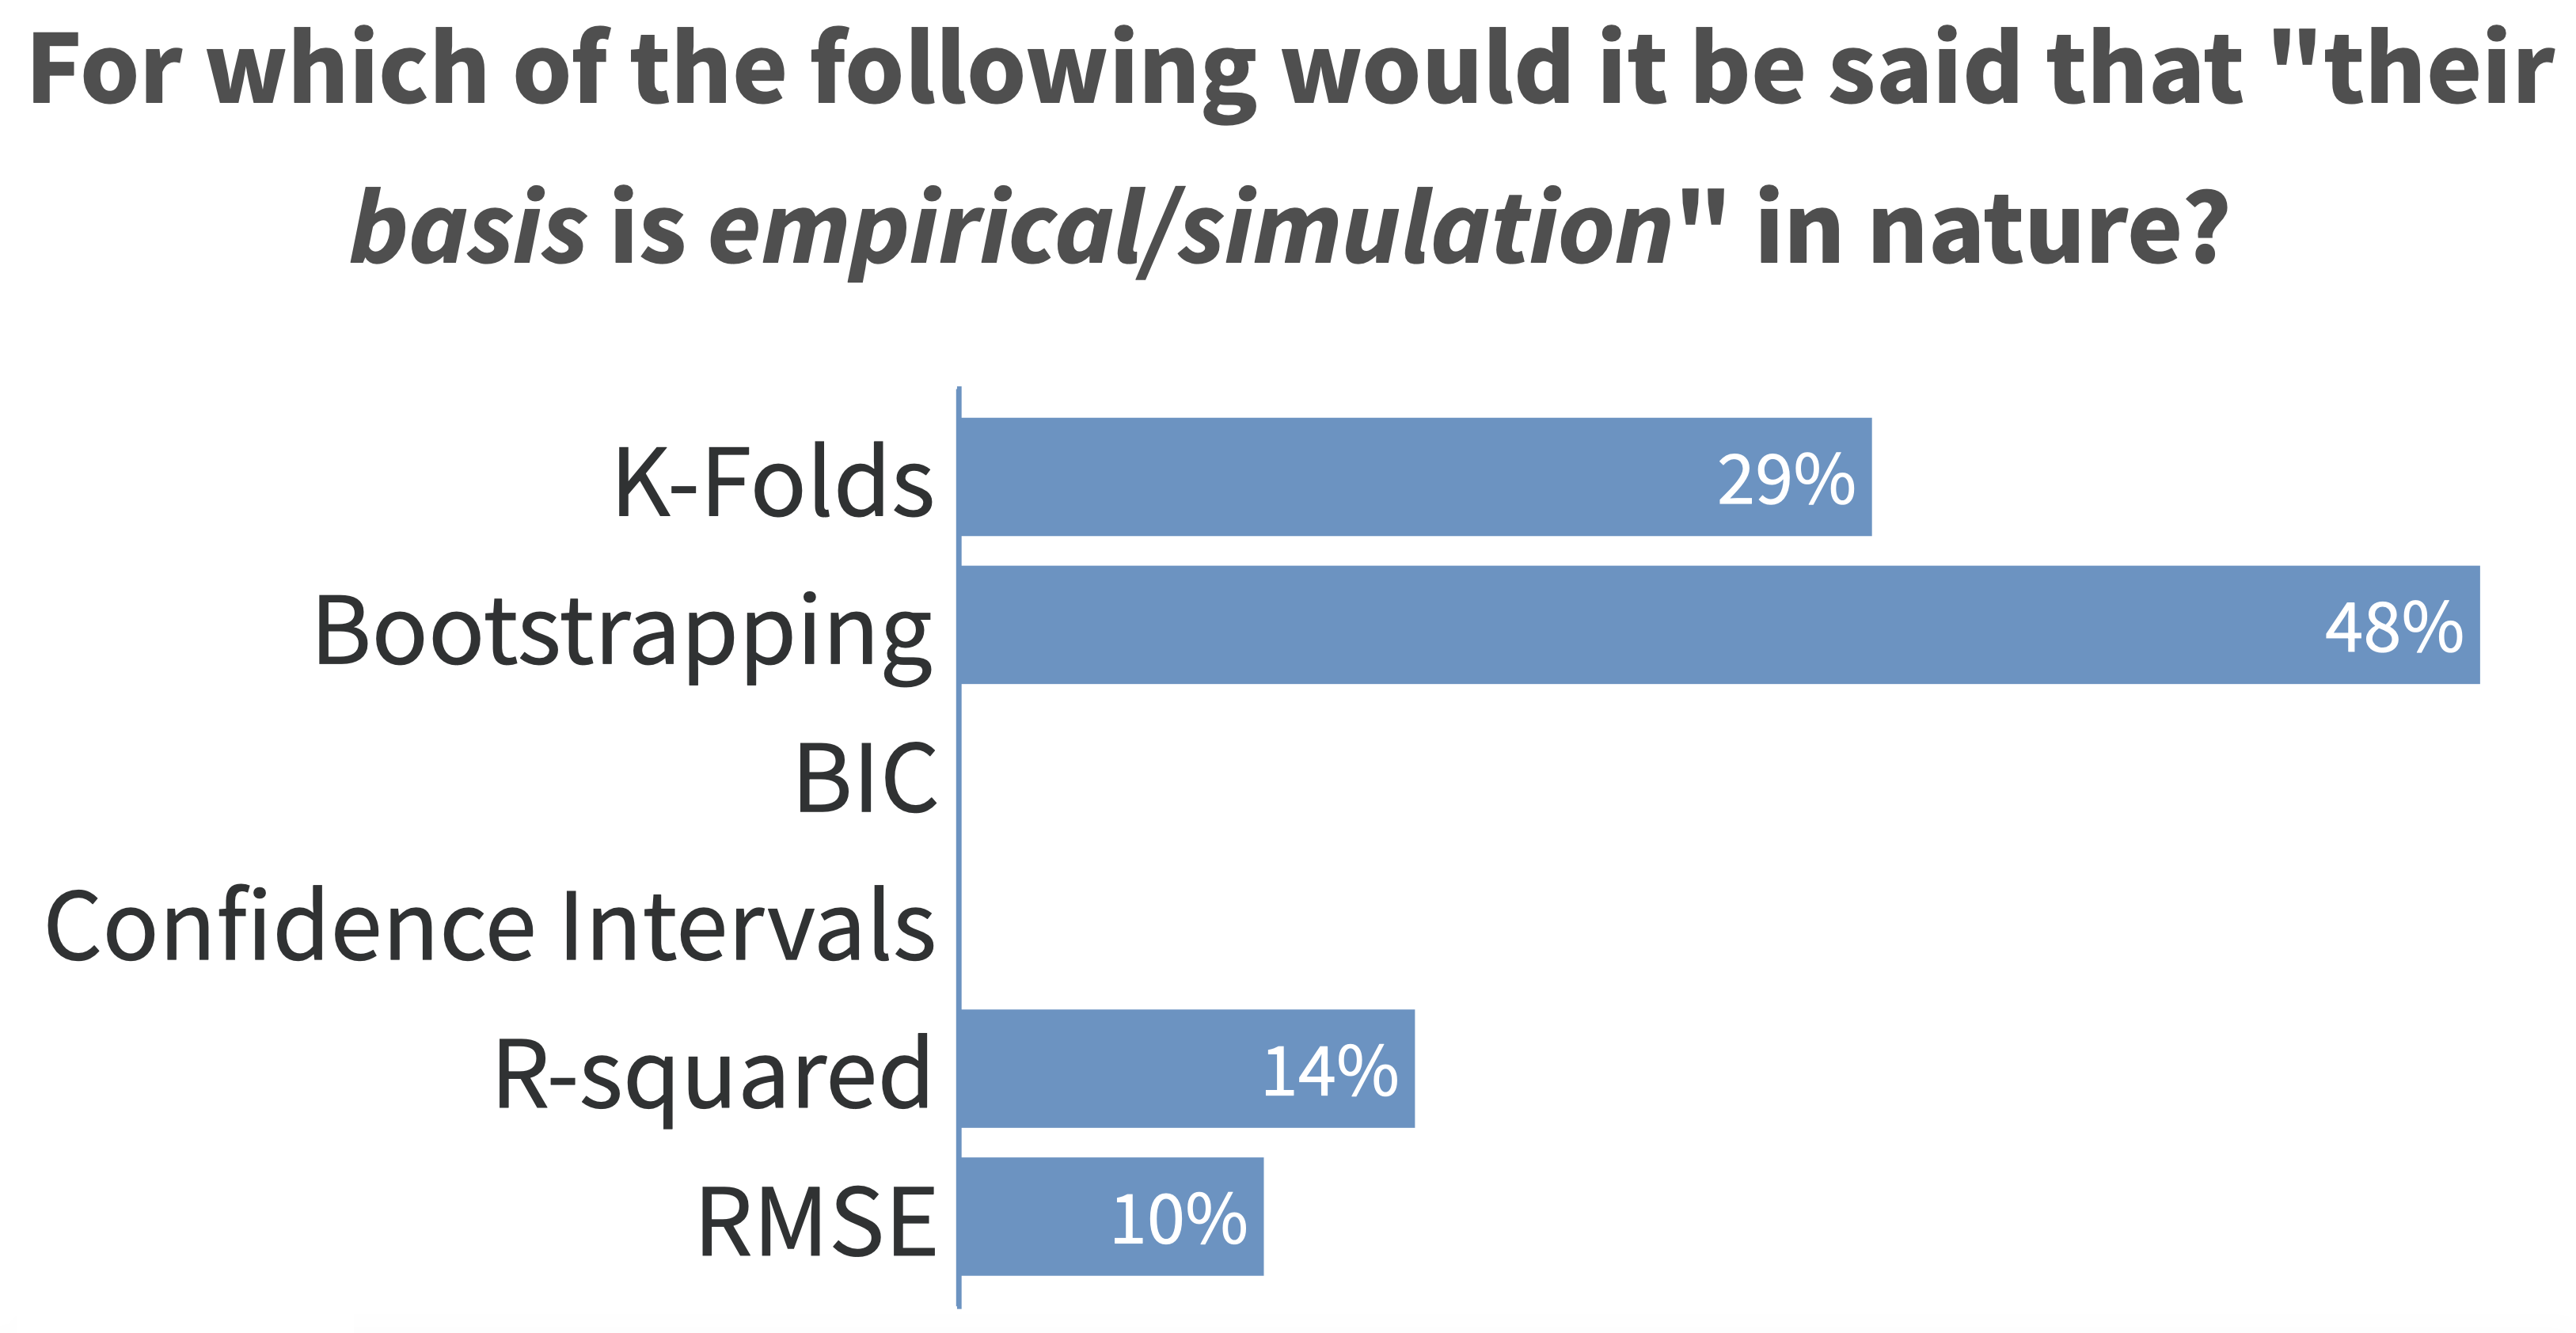 For which of the following would it be said that "their
basis is empirical/simulation" in nature?
K-Folds 29%
Bootstrapping 48%
BIC
Confidence Intervals
R-squared 14%
RMSE 10%